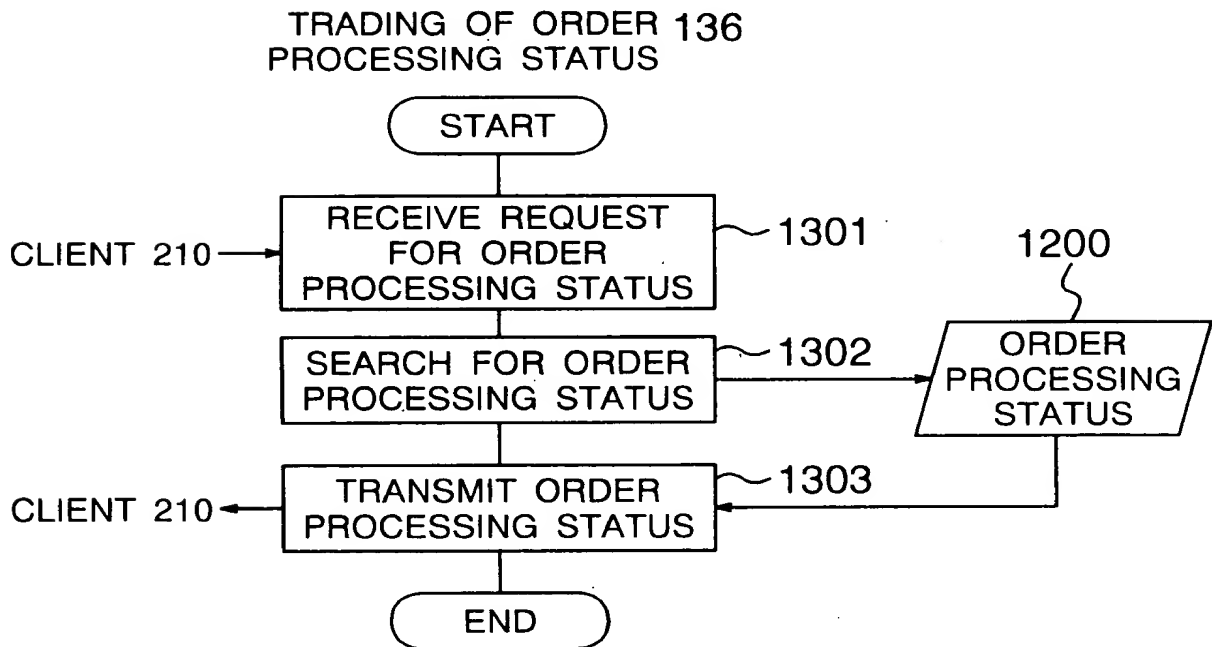 TRADING OF ORDER 136
PROCESSING STATUS
START
RECEIVE REQUEST
FOR ORDER
PROCESSING STATUS
1301
CLIENT 210
SEARCH FOR ORDER
PROCESSING STATUS
1302
1200
ORDER
PROCESSING
STATUS
TRANSMIT ORDER
PROCESSING STATUS
1303
CLIENT 210
END